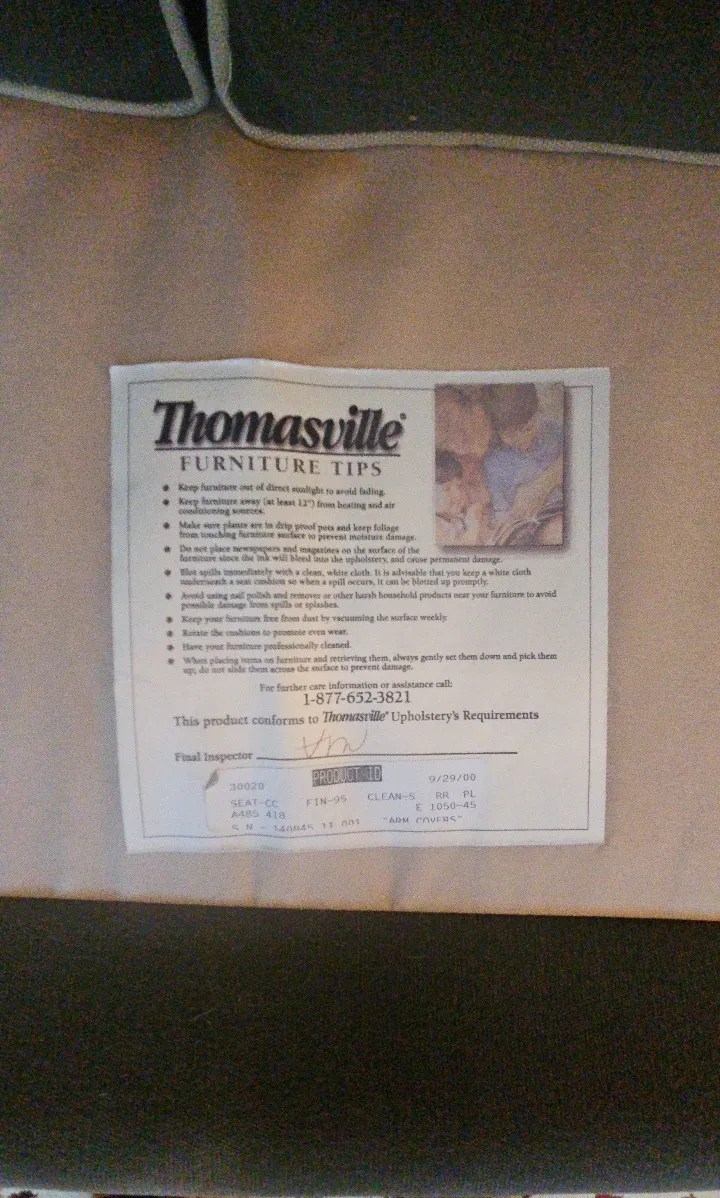 Thomasville®
FURNITURE TIPS
• Keep furniture out of direct sunlight to avoid fading.
• Keep furniture away (at least 12") from heating and air
conditioning sources.
• Make sure plants are in drip proof pots and keep foliage
from touching furniture surface to prevent moisture damage.
• Do not place newspapers and magazines on the surface of the
furniture since the ink will bleed into the upholstery, and cause permanent damage.
• Blot spills immediately with a clean, white cloth. It is advisable that you keep a white cloth
underneath a seat cushion so when a spill occurs, it can be blotted up promptly.
• Avoid using nail polish and remover or other harsh household products near your furniture to avoid
possible damage from spills or splashes.
• Keep your furniture free from dust by vacuuming the surface weekly.
• Rotate the cushions to promote even wear.
• Have your furniture professionally cleaned.
• When placing items on furniture and retrieving them, always gently set them down and pick them
up; do not slide them across the surface to prevent damage.
For further care information or assistance call:
1-877-652-3821
This product conforms to Thomasville® Upholstery's Requirements
Final Inspector
PRODUCT ID
30020 9/29/00
SEAT-CC FIN-95 CLEAN-S RR PL
A485 418 E 1050-45
S N - 140845 11 001 "ARM COVERS"